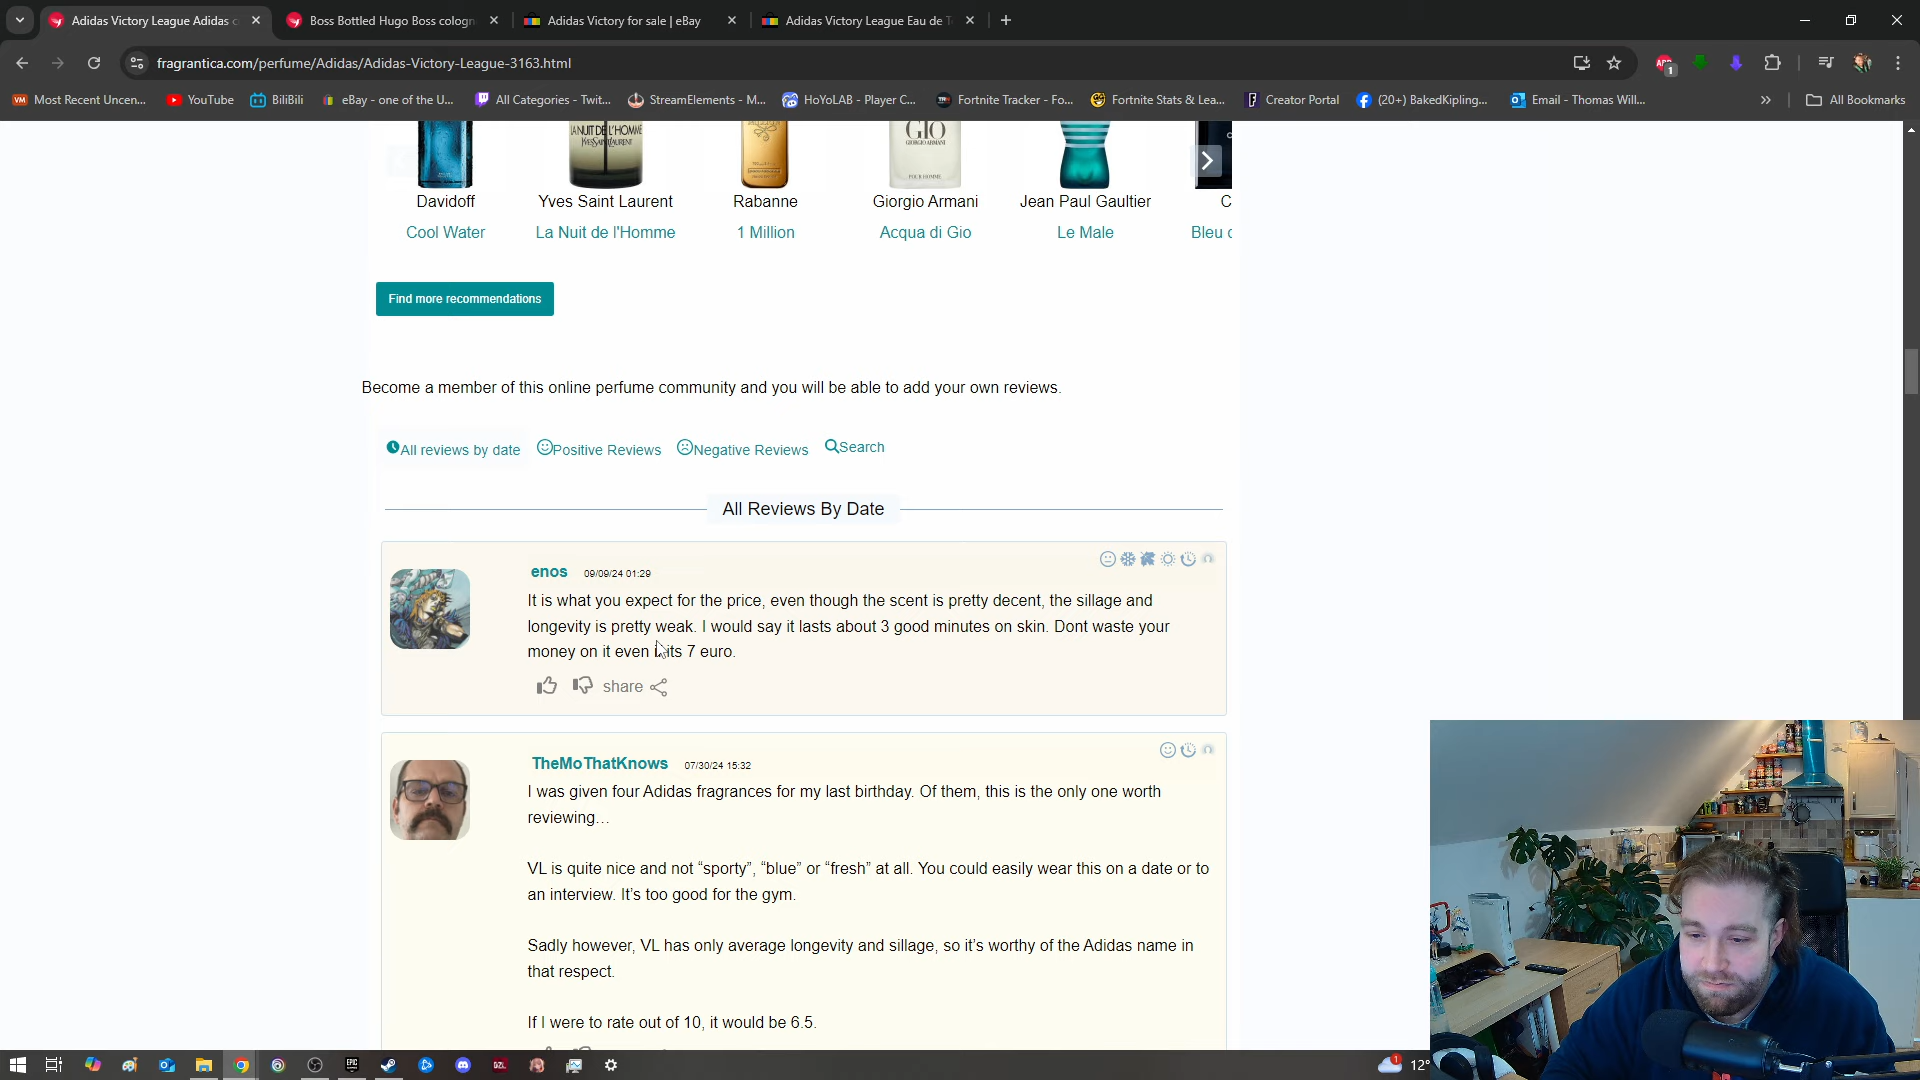 Adidas Victory League Adidas c
Boss Bottled Hugo Boss cologn
Adidas Victory for sale | eBay
Adidas Victory League Eau de T
fragrantica.com/perfume/Adidas/Adidas-Victory-League-3163.html
Most Recent Uncen...
YouTube
BiliBili
eBay - one of the U...
All Categories - Twit...
StreamElements - M...
HoYoLAB - Player C...
Fortnite Tracker - Fo...
Fortnite Stats & Lea...
Creator Portal
(20+) BakedKipling...
Email - Thomas Will...
All Bookmarks
LA NUIT DE L'HOMME
YVES SAINT LAURENT
GIO
GIORGIO ARMANI
POUR HOMME
Davidoff
Yves Saint Laurent
Rabanne
Giorgio Armani
Jean Paul Gaultier
C
Cool Water
La Nuit de l'Homme
1 Million
Acqua di Gio
Le Male
Bleu c
Find more recommendations
Become a member of this online perfume community and you will be able to add your own reviews.
All reviews by date
Positive Reviews
Negative Reviews
Search
All Reviews By Date
enos 09/09/24 01:29
It is what you expect for the price, even though the scent is pretty decent, the sillage and
longevity is pretty weak. I would say it lasts about 3 good minutes on skin. Dont waste your
money on it even its 7 euro.
share
TheMoThatKnows 07/30/24 15:32
I was given four Adidas fragrances for my last birthday. Of them, this is the only one worth
reviewing…
VL is quite nice and not “sporty”, “blue” or “fresh” at all. You could easily wear this on a date or to
an interview. It’s too good for the gym.
Sadly however, VL has only average longevity and sillage, so it’s worthy of the Adidas name in
that respect.
If I were to rate out of 10, it would be 6.5.
12°